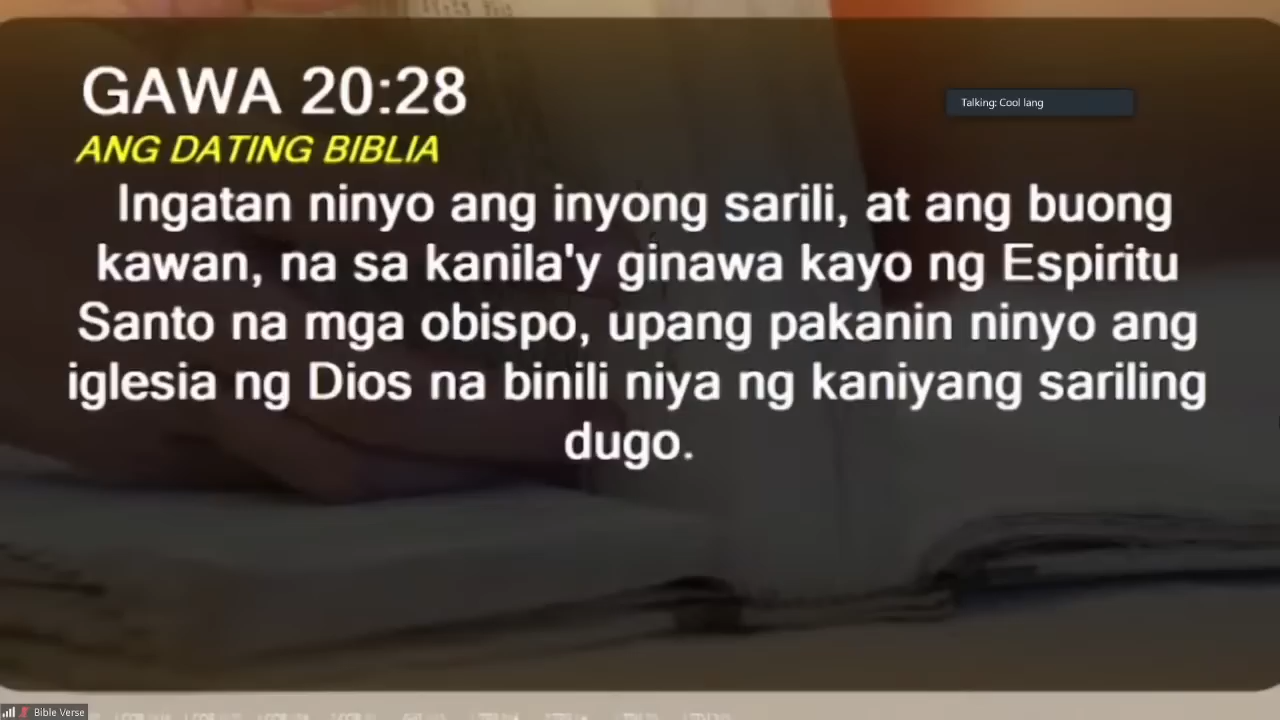 GAWA 20:28
Talking: Cool lang
ANG DATING BIBLIA
Ingatan ninyo ang inyong sarili, at ang buong
kawan, na sa kanila'y ginawa kayo ng Espiritu
Santo na mga obispo, upang pakanin ninyo ang
iglesia ng Dios na binili niya ng kaniyang sariling
dugo.
Bible Verse